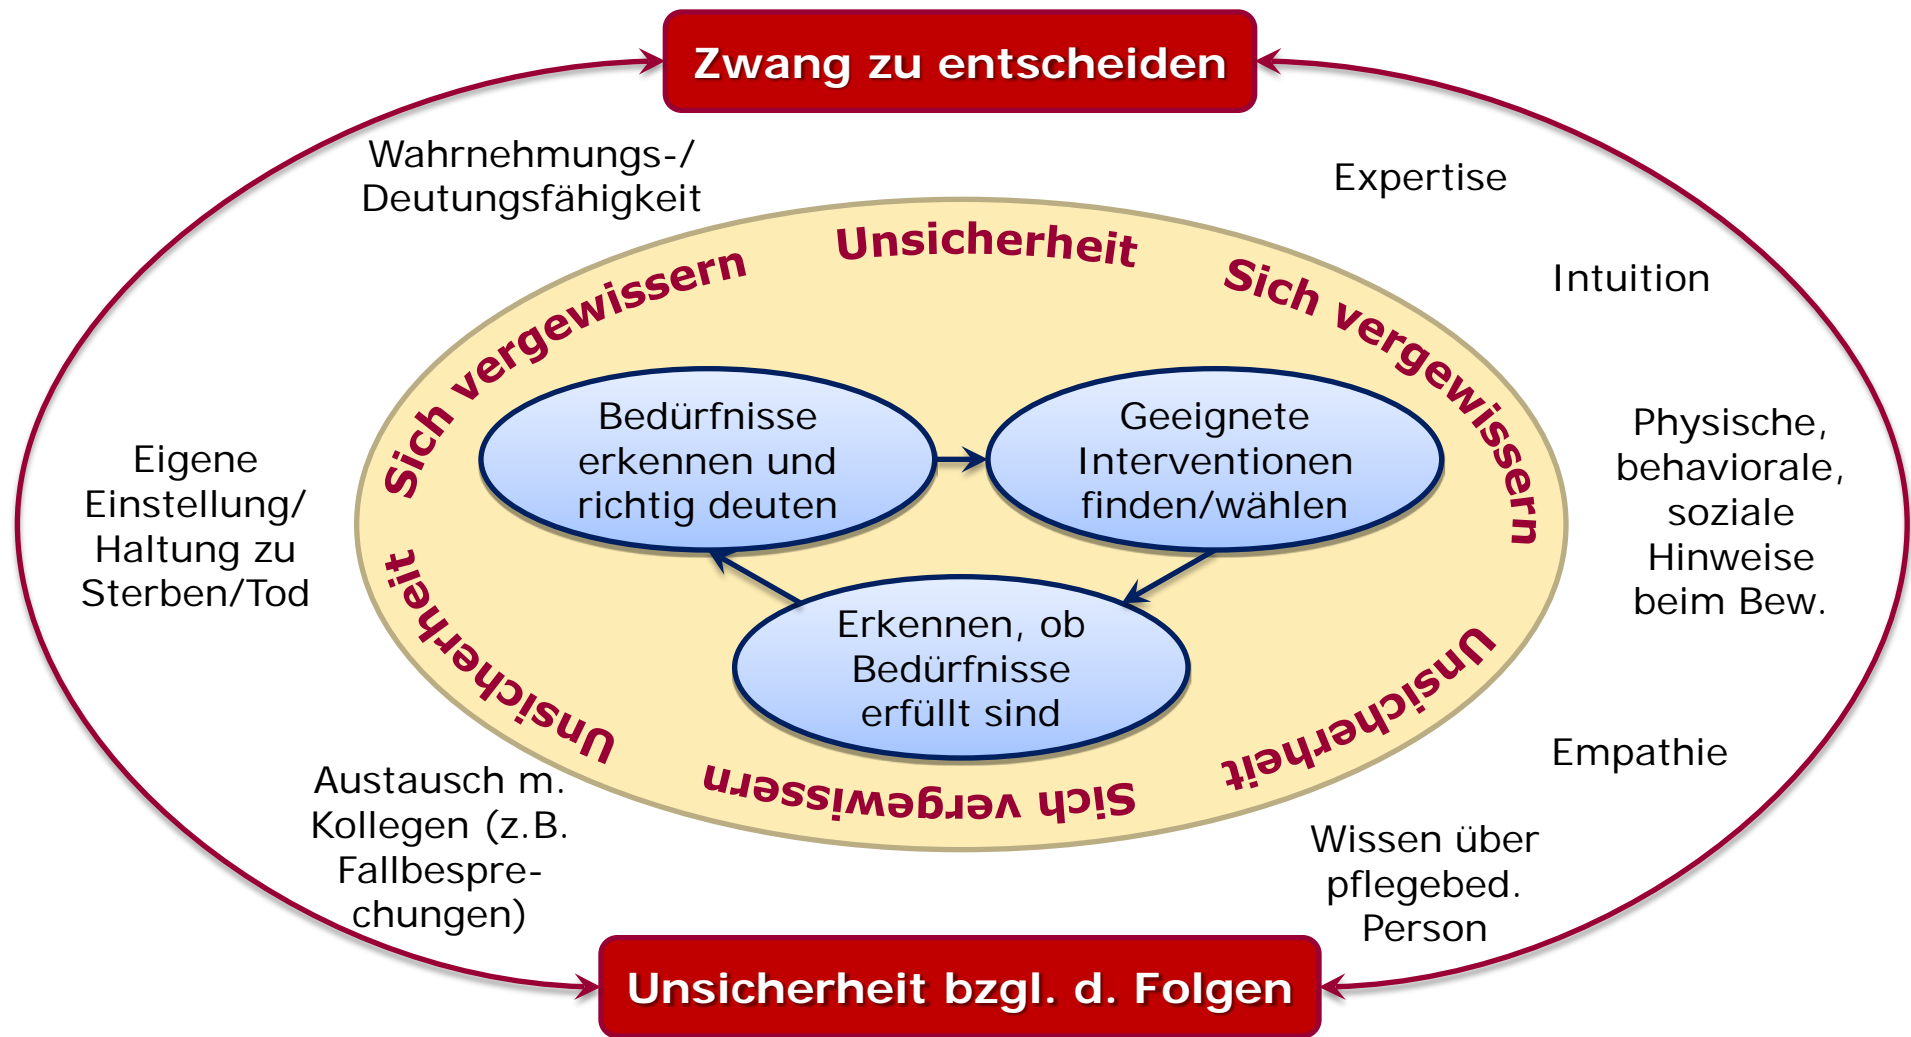 Zwang zu entscheiden
Wahrnehmungs-/
Deutungsfähigkeit
Expertise
Intuition
Unsicherheit
Sich vergewissern
Sich vergewissern
Bedürfnisse
erkennen und
richtig deuten
Geeignete
Interventionen
finden/wählen
Eigene
Einstellung/
Haltung zu
Sterben/Tod
Physische,
behaviorale,
soziale
Hinweise
beim Bew.
Erkennen, ob
Bedürfnisse
erfüllt sind
Unsicherheit
Unsicherheit
Sich vergewissern
Empathie
Austausch m.
Kollegen (z.B.
Fallbespre-
chungen)
Wissen über
pflegebed.
Person
Unsicherheit bzgl. d. Folgen